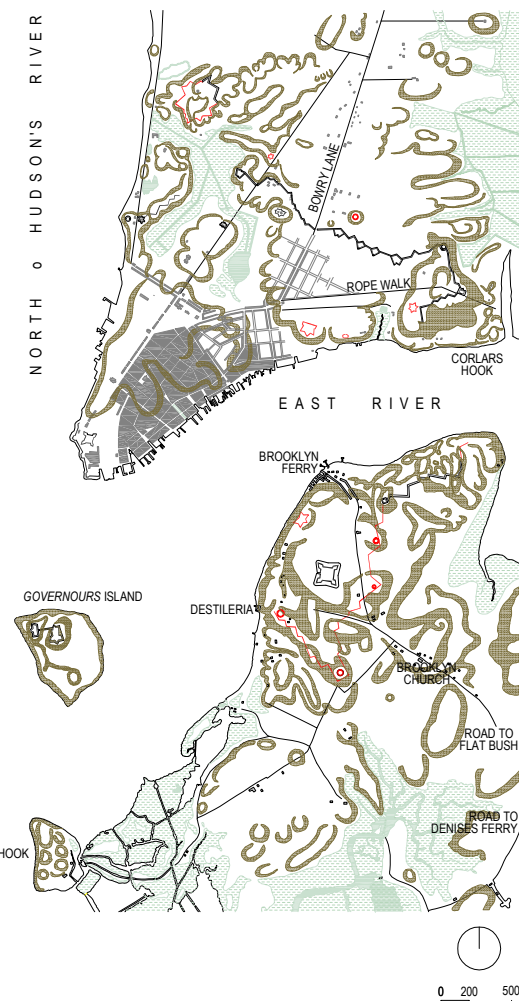 NORTH o HUDSON'S RIVER
BOWRY LANE
ROPE WALK
CORLARS
HOOK
EAST RIVER
BROOKLYN
FERRY
GOVERNOURS ISLAND
DESTILERIA
BROOKLYN
CHURCH
ROAD TO
FLAT BUSH
ROAD TO
DENISES FERRY
HOOK
0 200 500